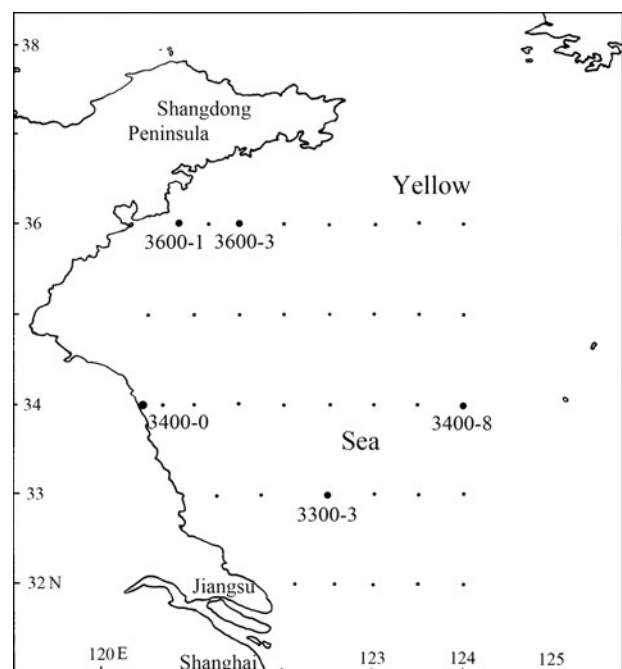 38
Shangdong
Peninsula
Yellow
36
3600-1 3600-3
34
3400-0 3400-8
Sea
33
3300-3
32 N
Jiangsu
120 E 123 124 125
Shanghai